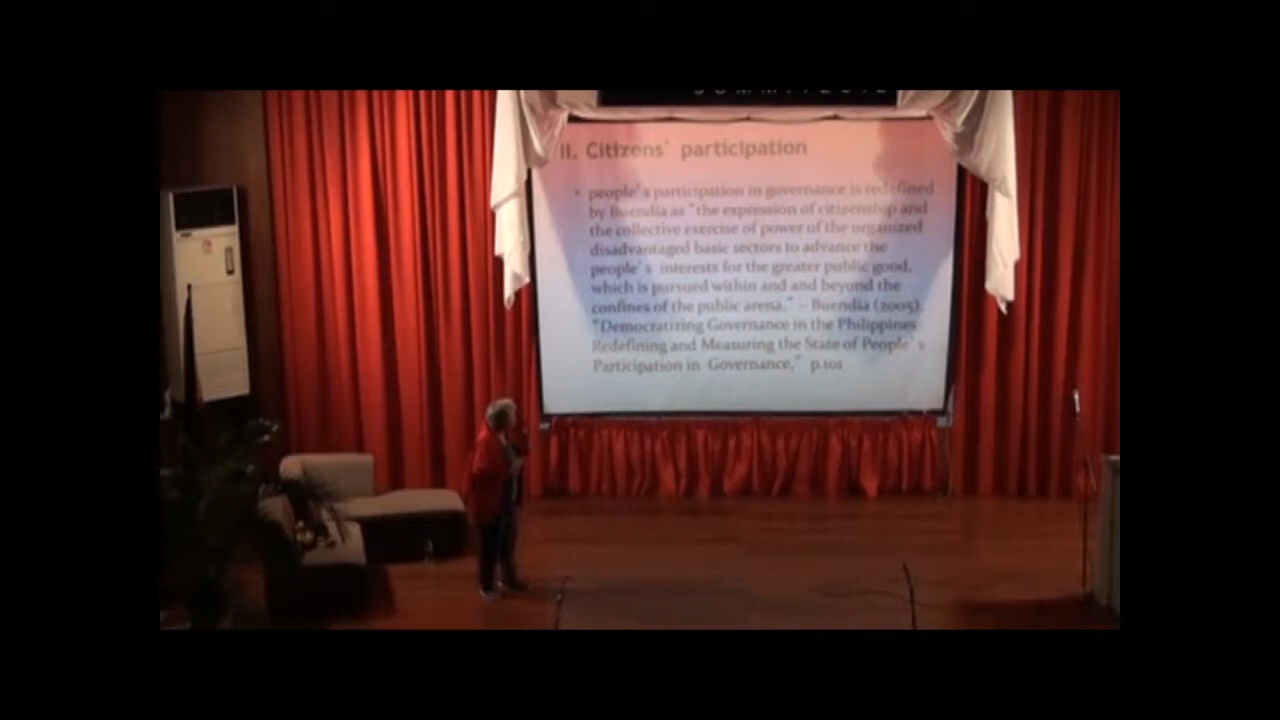 II. Citizens' participation
• people's participation in governance is redefined
by Buendia as "the expression of citizenship and
the collective exercise of power of the organized
disadvantaged basic sectors to advance the
people's interests for the greater public good,
which is pursued within and and beyond the
confines of the public arena." – Buendia (2005),
"Democratizing Governance in the Philippines
Redefining and Measuring the State of People's
Participation in Governance," p.101